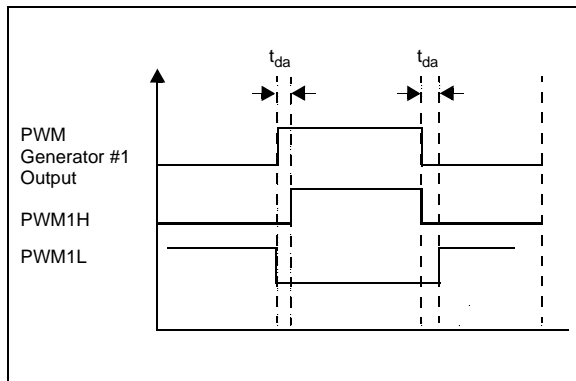 t_da
t_da
PWM
Generator #1
Output
PWM1H
PWM1L